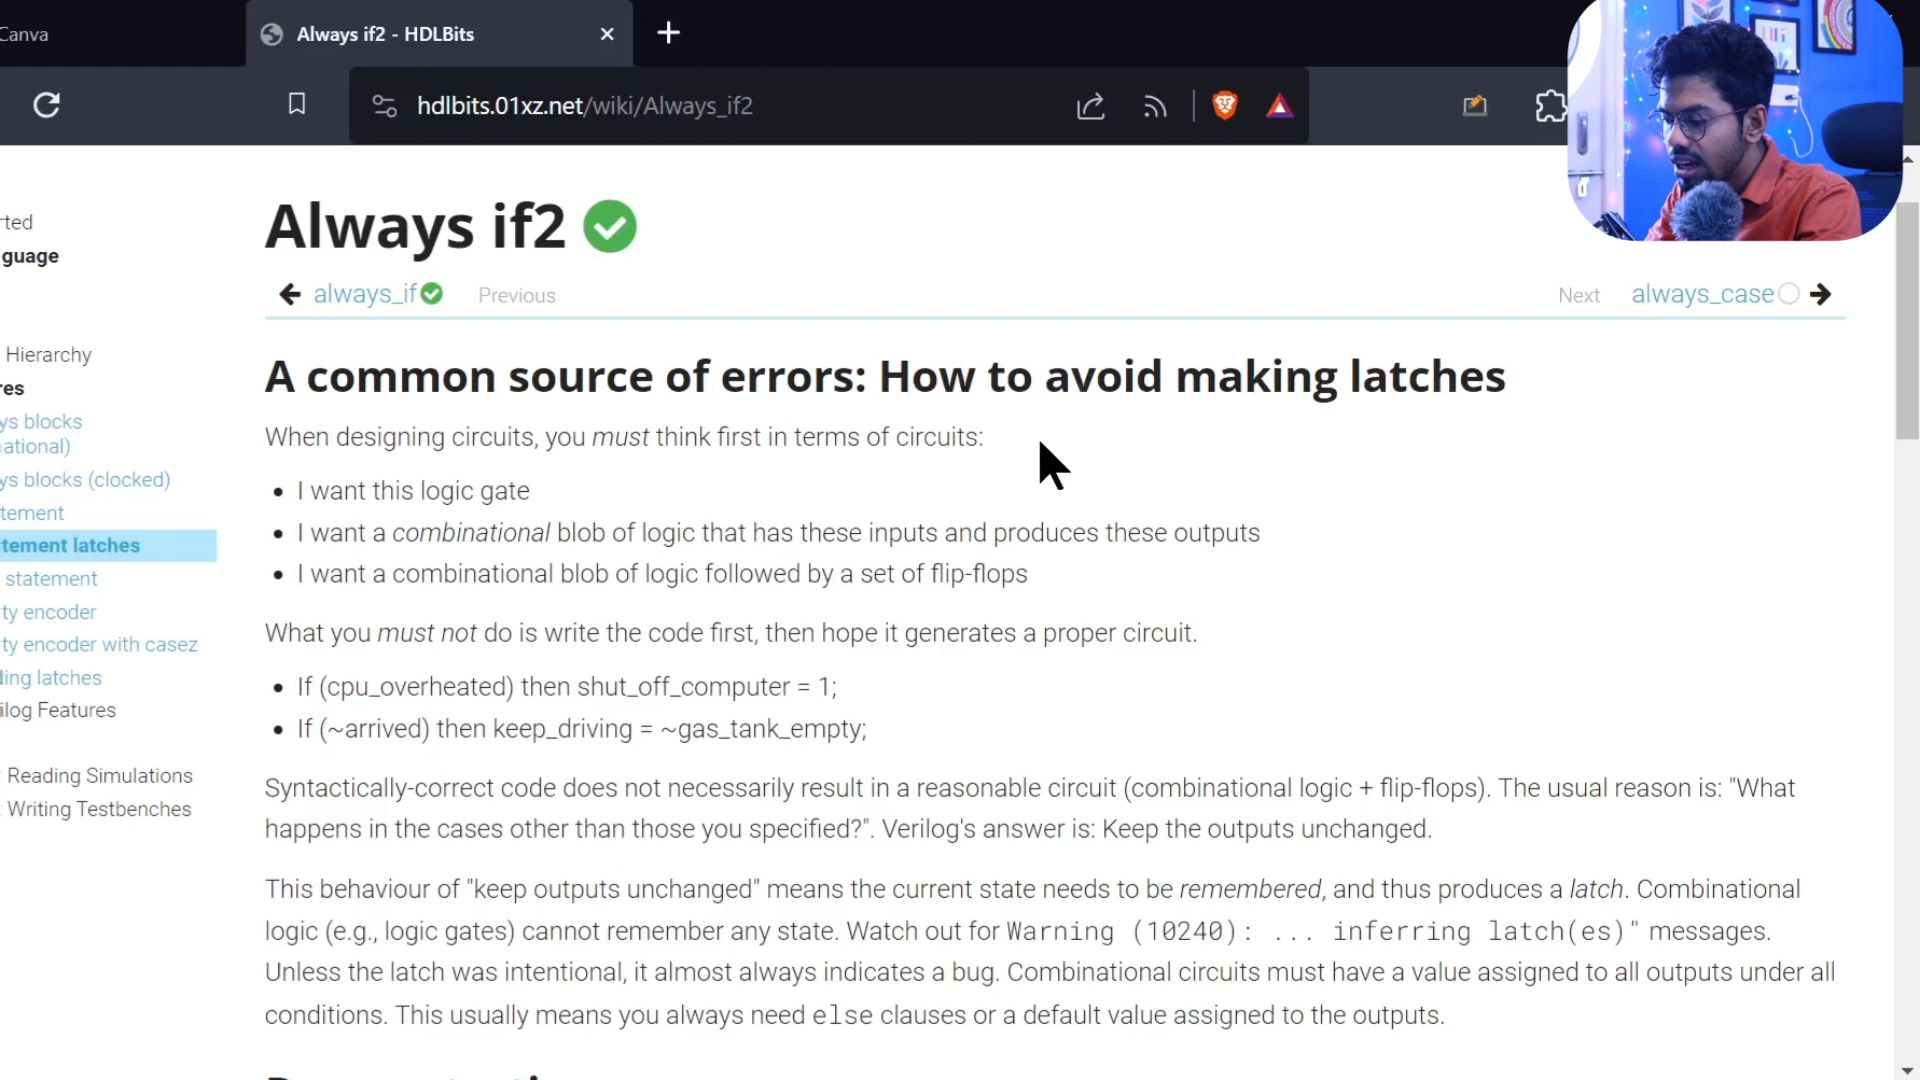 Canva
Always if2 - HDLBits
hdlbits.01xz.net/wiki/Always_if2
Always if2
always_if Previous
Next always_case
rted
guage
Hierarchy
res
ys blocks
national)
ys blocks (clocked)
tement
tement latches
statement
ty encoder
ty encoder with casez
ding latches
ilog Features
Reading Simulations
Writing Testbenches
A common source of errors: How to avoid making latches
When designing circuits, you must think first in terms of circuits:
• I want this logic gate
• I want a combinational blob of logic that has these inputs and produces these outputs
• I want a combinational blob of logic followed by a set of flip-flops
What you must not do is write the code first, then hope it generates a proper circuit.
• If (cpu_overheated) then shut_off_computer = 1;
• If (~arrived) then keep_driving = ~gas_tank_empty;
Syntactically-correct code does not necessarily result in a reasonable circuit (combinational logic + flip-flops). The usual reason is: "What
happens in the cases other than those you specified?". Verilog's answer is: Keep the outputs unchanged.
This behaviour of "keep outputs unchanged" means the current state needs to be remembered, and thus produces a latch. Combinational
logic (e.g., logic gates) cannot remember any state. Watch out for Warning (10240): ... inferring latch(es)" messages.
Unless the latch was intentional, it almost always indicates a bug. Combinational circuits must have a value assigned to all outputs under all
conditions. This usually means you always need else clauses or a default value assigned to the outputs.